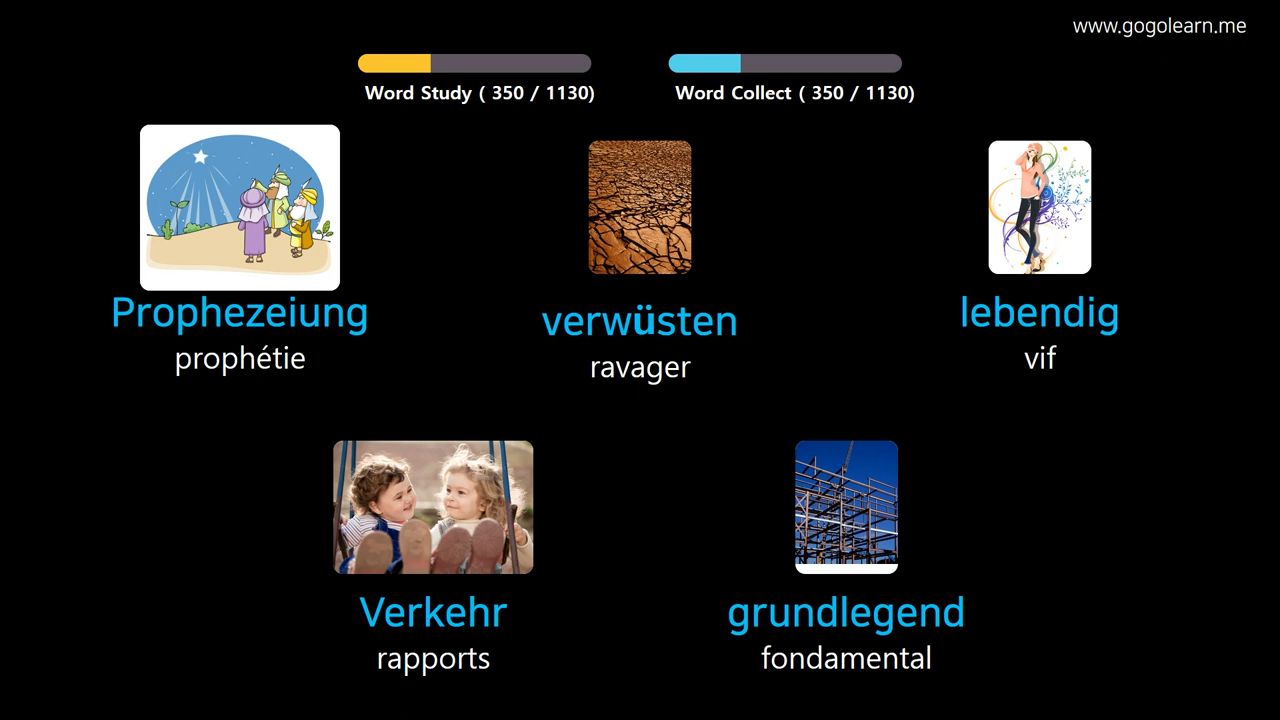 www.gogolearn.me
Word Study ( 350 / 1130)
Word Collect ( 350 / 1130)
Prophezeiung
prophétie
verwüsten
ravager
lebendig
vif
Verkehr
rapports
grundlegend
fondamental